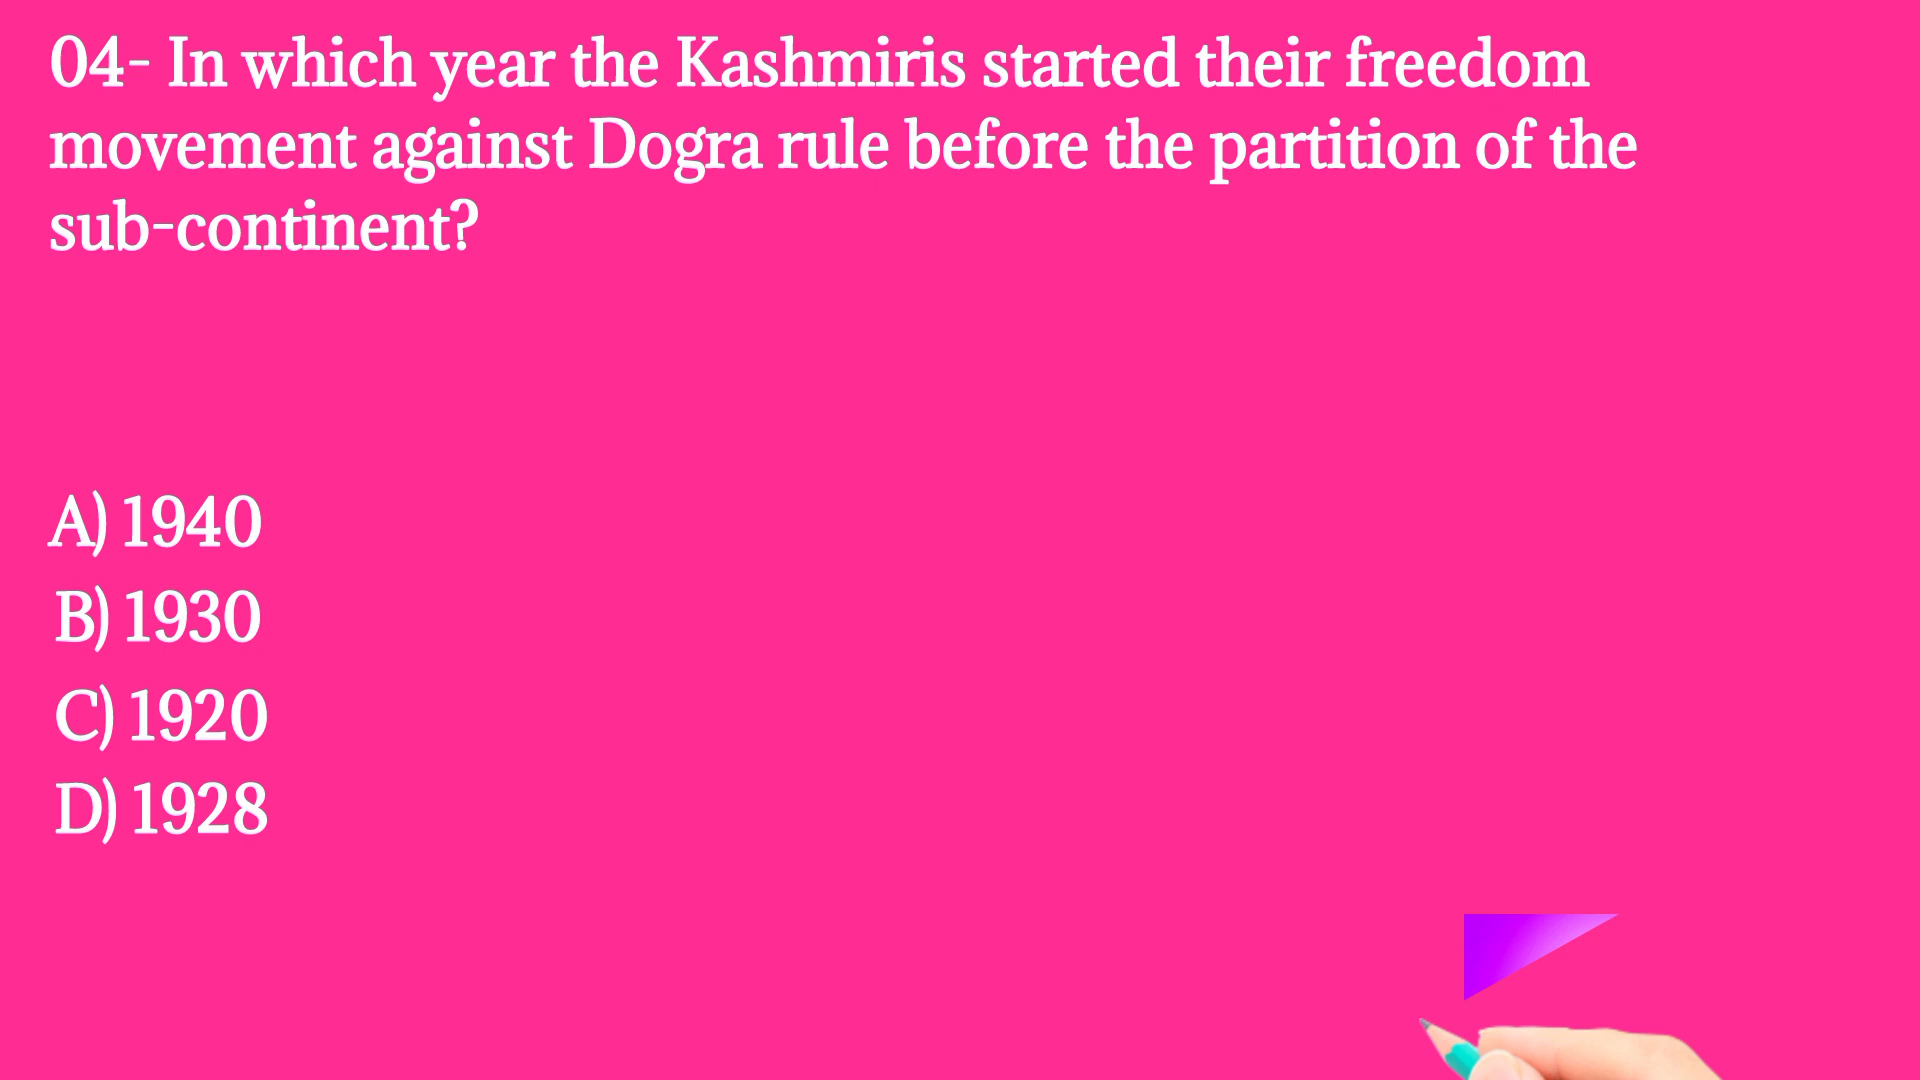 04- In which year the Kashmiris started their freedom
movement against Dogra rule before the partition of the
sub-continent?
A) 1940
B) 1930
C) 1920
D) 1928